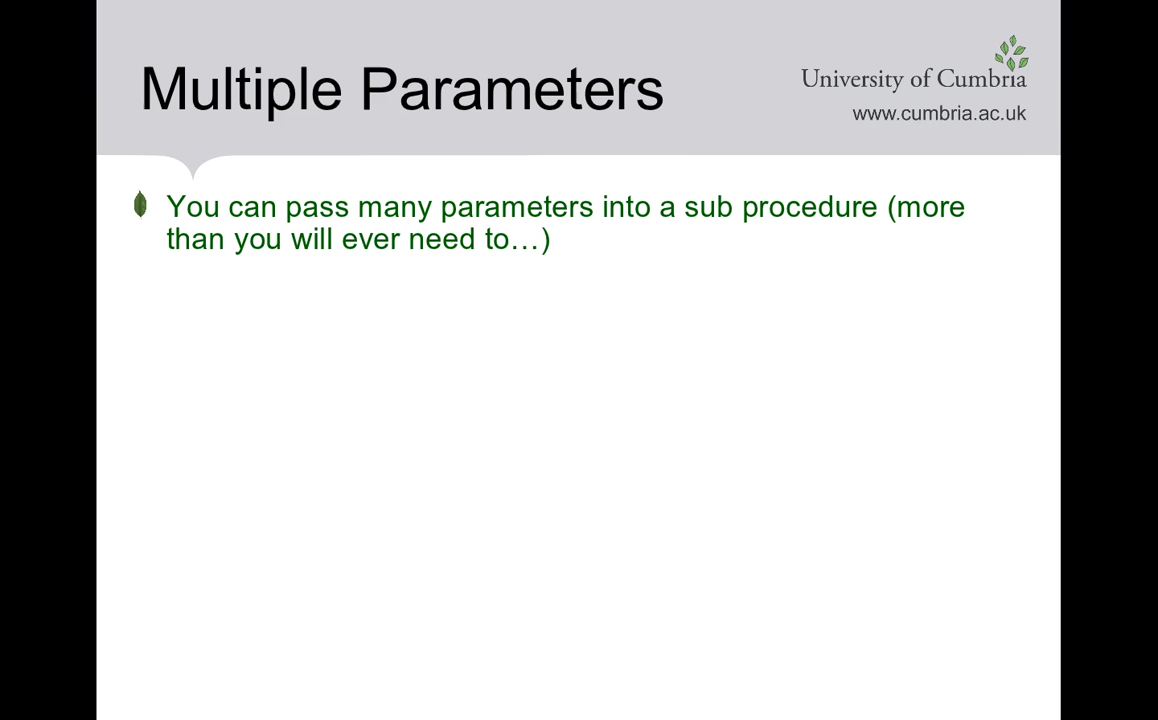 Multiple Parameters
University of Cumbria
www.cumbria.ac.uk
You can pass many parameters into a sub procedure (more
than you will ever need to…)